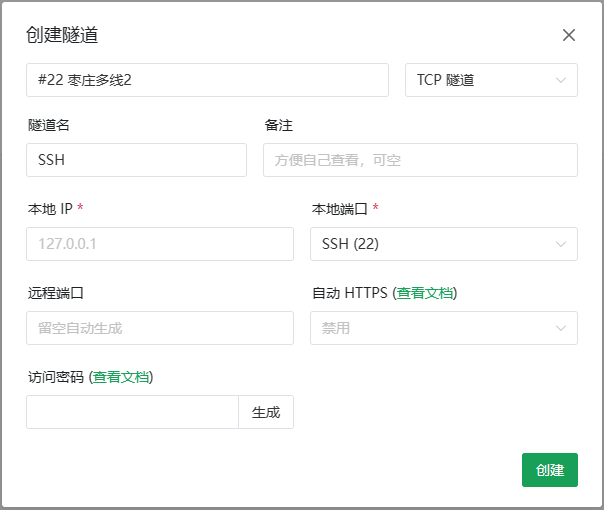 创建隧道
#22 枣庄多线2
TCP 隧道
隧道名
备注
SSH
方便自己查看，可空
本地 IP *
本地端口 *
127.0.0.1
SSH (22)
远程端口
自动 HTTPS (查看文档)
留空自动生成
禁用
访问密码 (查看文档)
生成
创建